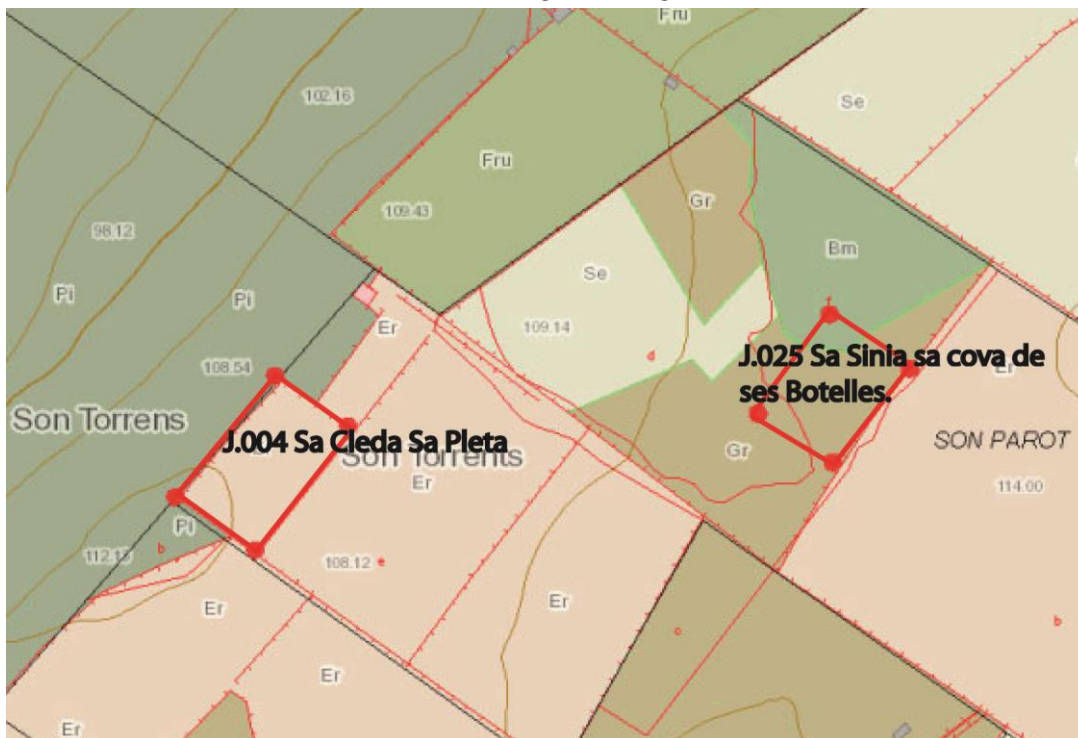 Fru
102.16
Se
Fru
109.43
Gr
98.12
Bm
Se
Pi
Pi
Er
109.14
d
J.025 Sa Sinia sa cova de
ses Botelles.
Er
108.54
Son Torrens
J.004 Sa Cleda Sa Pleta
Son Torrents
Er
Gr
SON PAROT
114.00
Pi
112.15
b
108.12
e
Er
Er
c
b
Er
Er